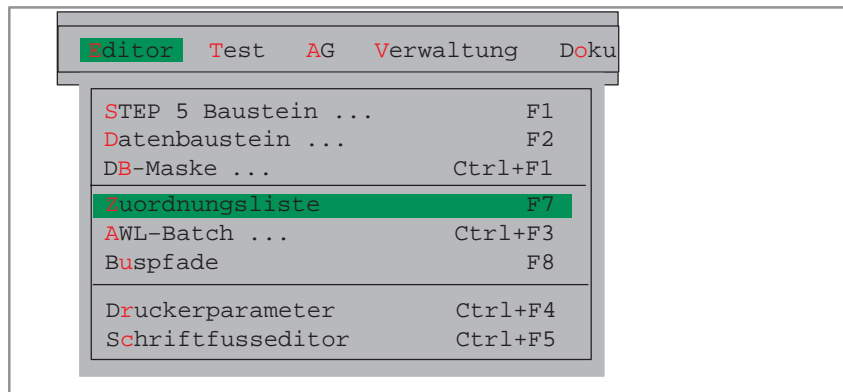 Editor Test AG Verwaltung Doku
STEP 5 Baustein ... F1
Datenbaustein ... F2
DB-Maske ... Ctrl+F1
Zuordnungsliste F7
AWL-Batch ... Ctrl+F3
Buspfade F8
Druckerparameter Ctrl+F4
Schriftfusseditor Ctrl+F5